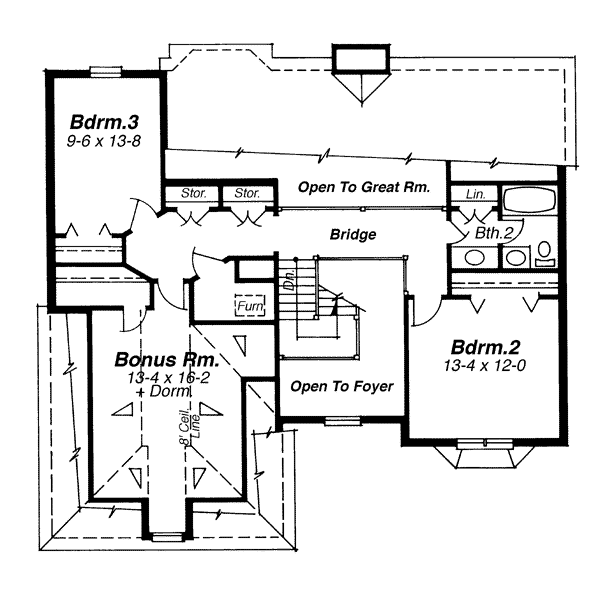 Bdrm.3
9-6 x 13-8
Stor.
Stor.
Open To Great Rm.
Lin.
Bridge
Bth.2
Dn.
Furn
Bonus Rm.
13-4 x 16-2
+ Dorm.
8' Ceil.
Line
Open To Foyer
Bdrm.2
13-4 x 12-0